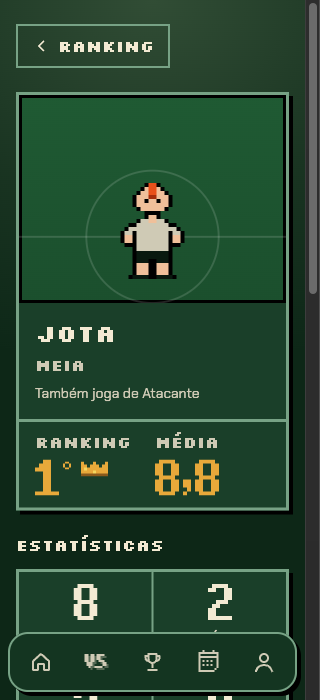 RANKING
JOTA
MEIA
Também joga de Atacante
RANKING MÉDIA
1° 8,8
ESTATÍSTICAS
8 2
VS